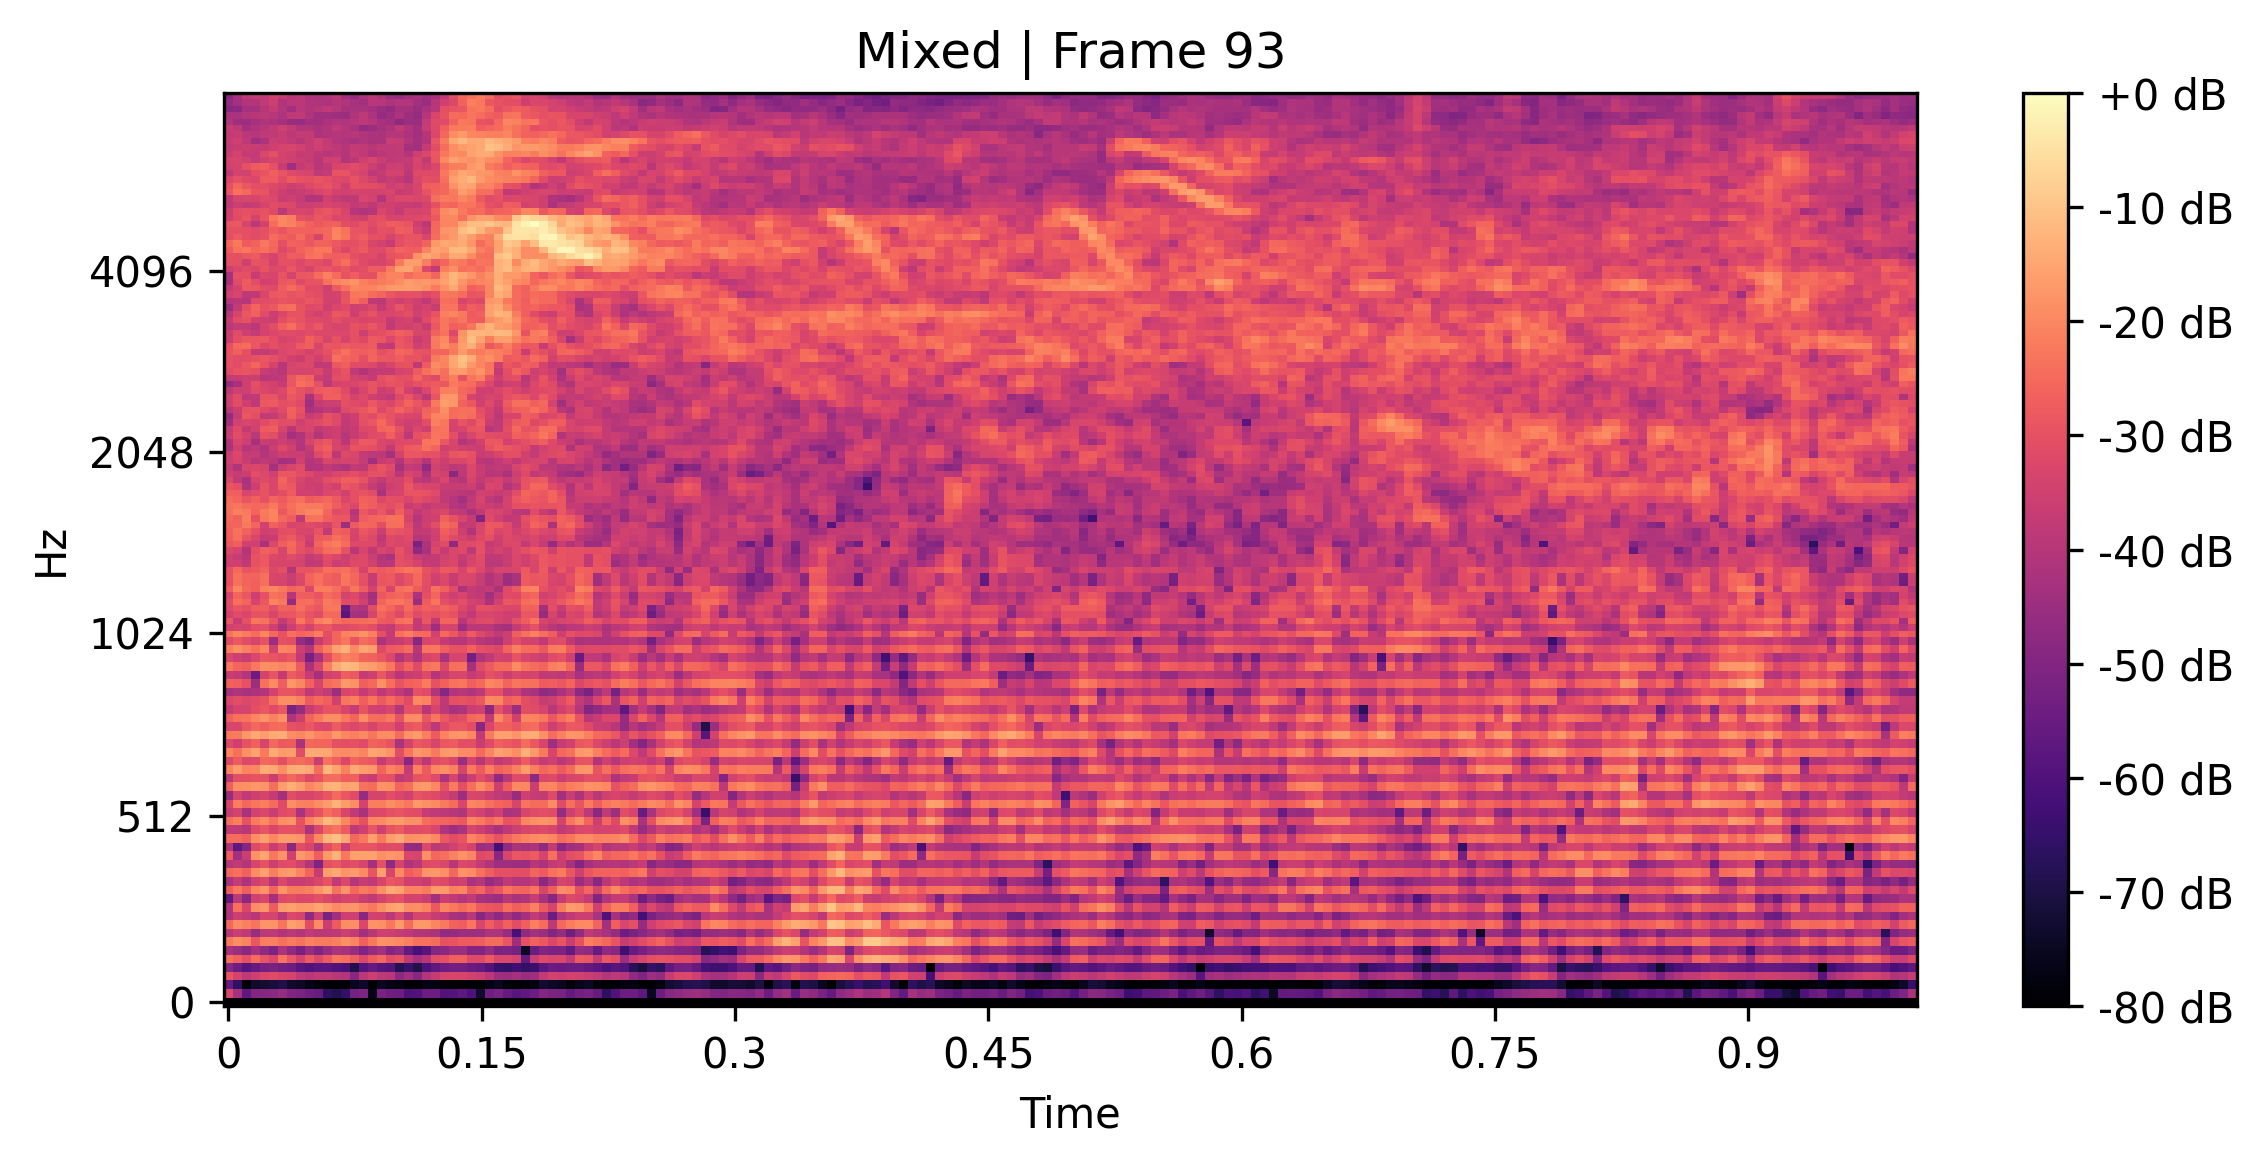 Mixed | Frame 93
+0 dB
-10 dB
-20 dB
-30 dB
-40 dB
-50 dB
-60 dB
-70 dB
-80 dB
Hz
4096
2048
1024
512
0
0 0.15 0.3 0.45 0.6 0.75 0.9
Time